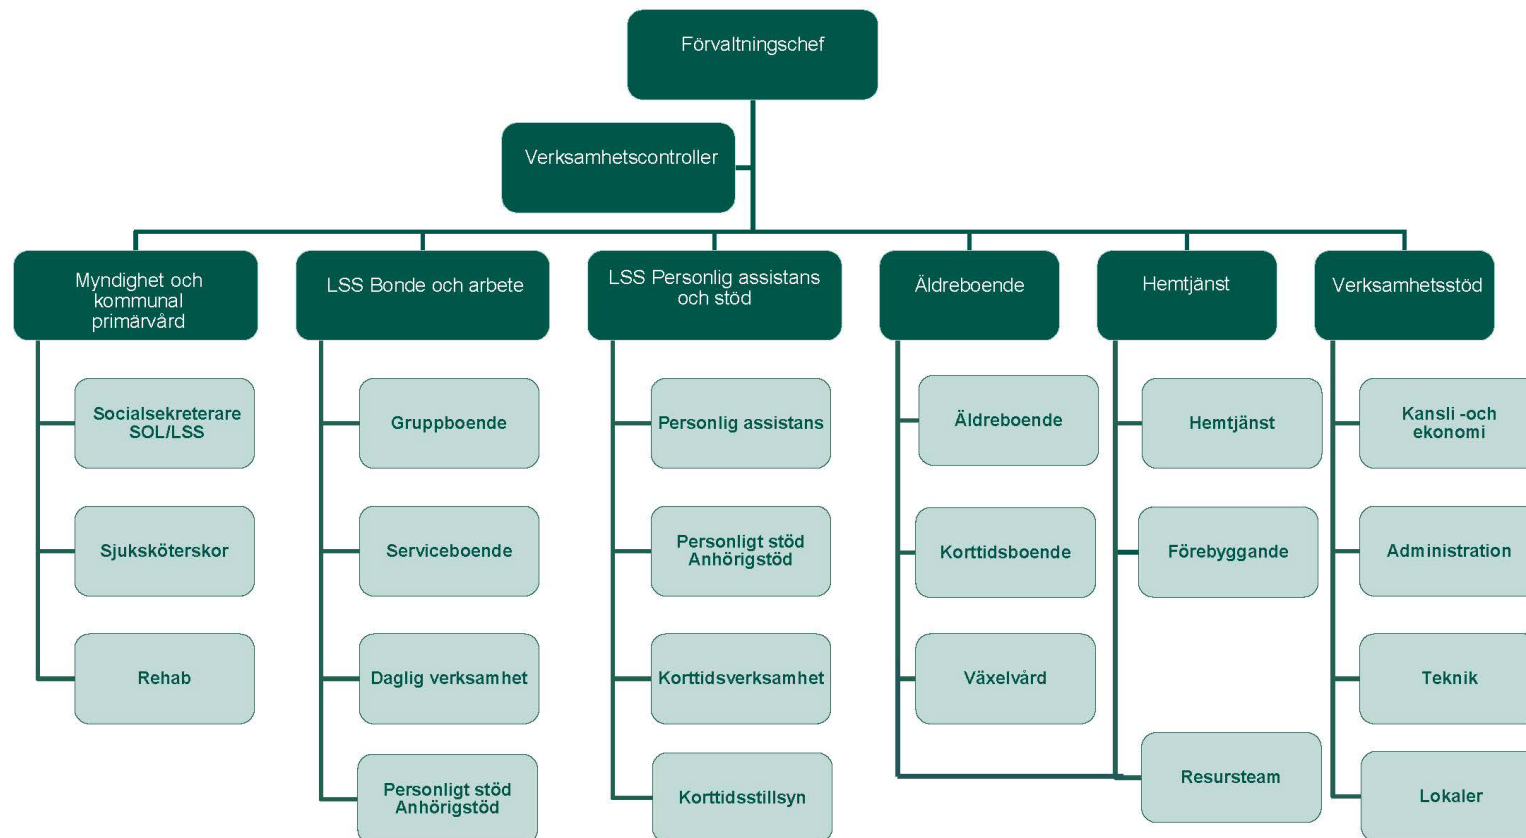 Förvaltningschef
Verksamhetscontroller
Myndighet och
kommunal
primärvård
LSS Bonde och arbete
LSS Personlig assistans
och stöd
Äldreboende
Hemtjänst
Verksamhetsstöd
Socialsekreterare
SOL/LSS
Sjuksköterskor
Rehab
Gruppboende
Serviceboende
Daglig verksamhet
Personligt stöd
Anhörigstöd
Personlig assistans
Personligt stöd
Anhörigstöd
Korttidsverksamhet
Korttidsstillsyn
Äldreboende
Korttidsboende
Växelvård
Hemtjänst
Förebyggande
Resursteam
Kansli -och
ekonomi
Administration
Teknik
Lokaler